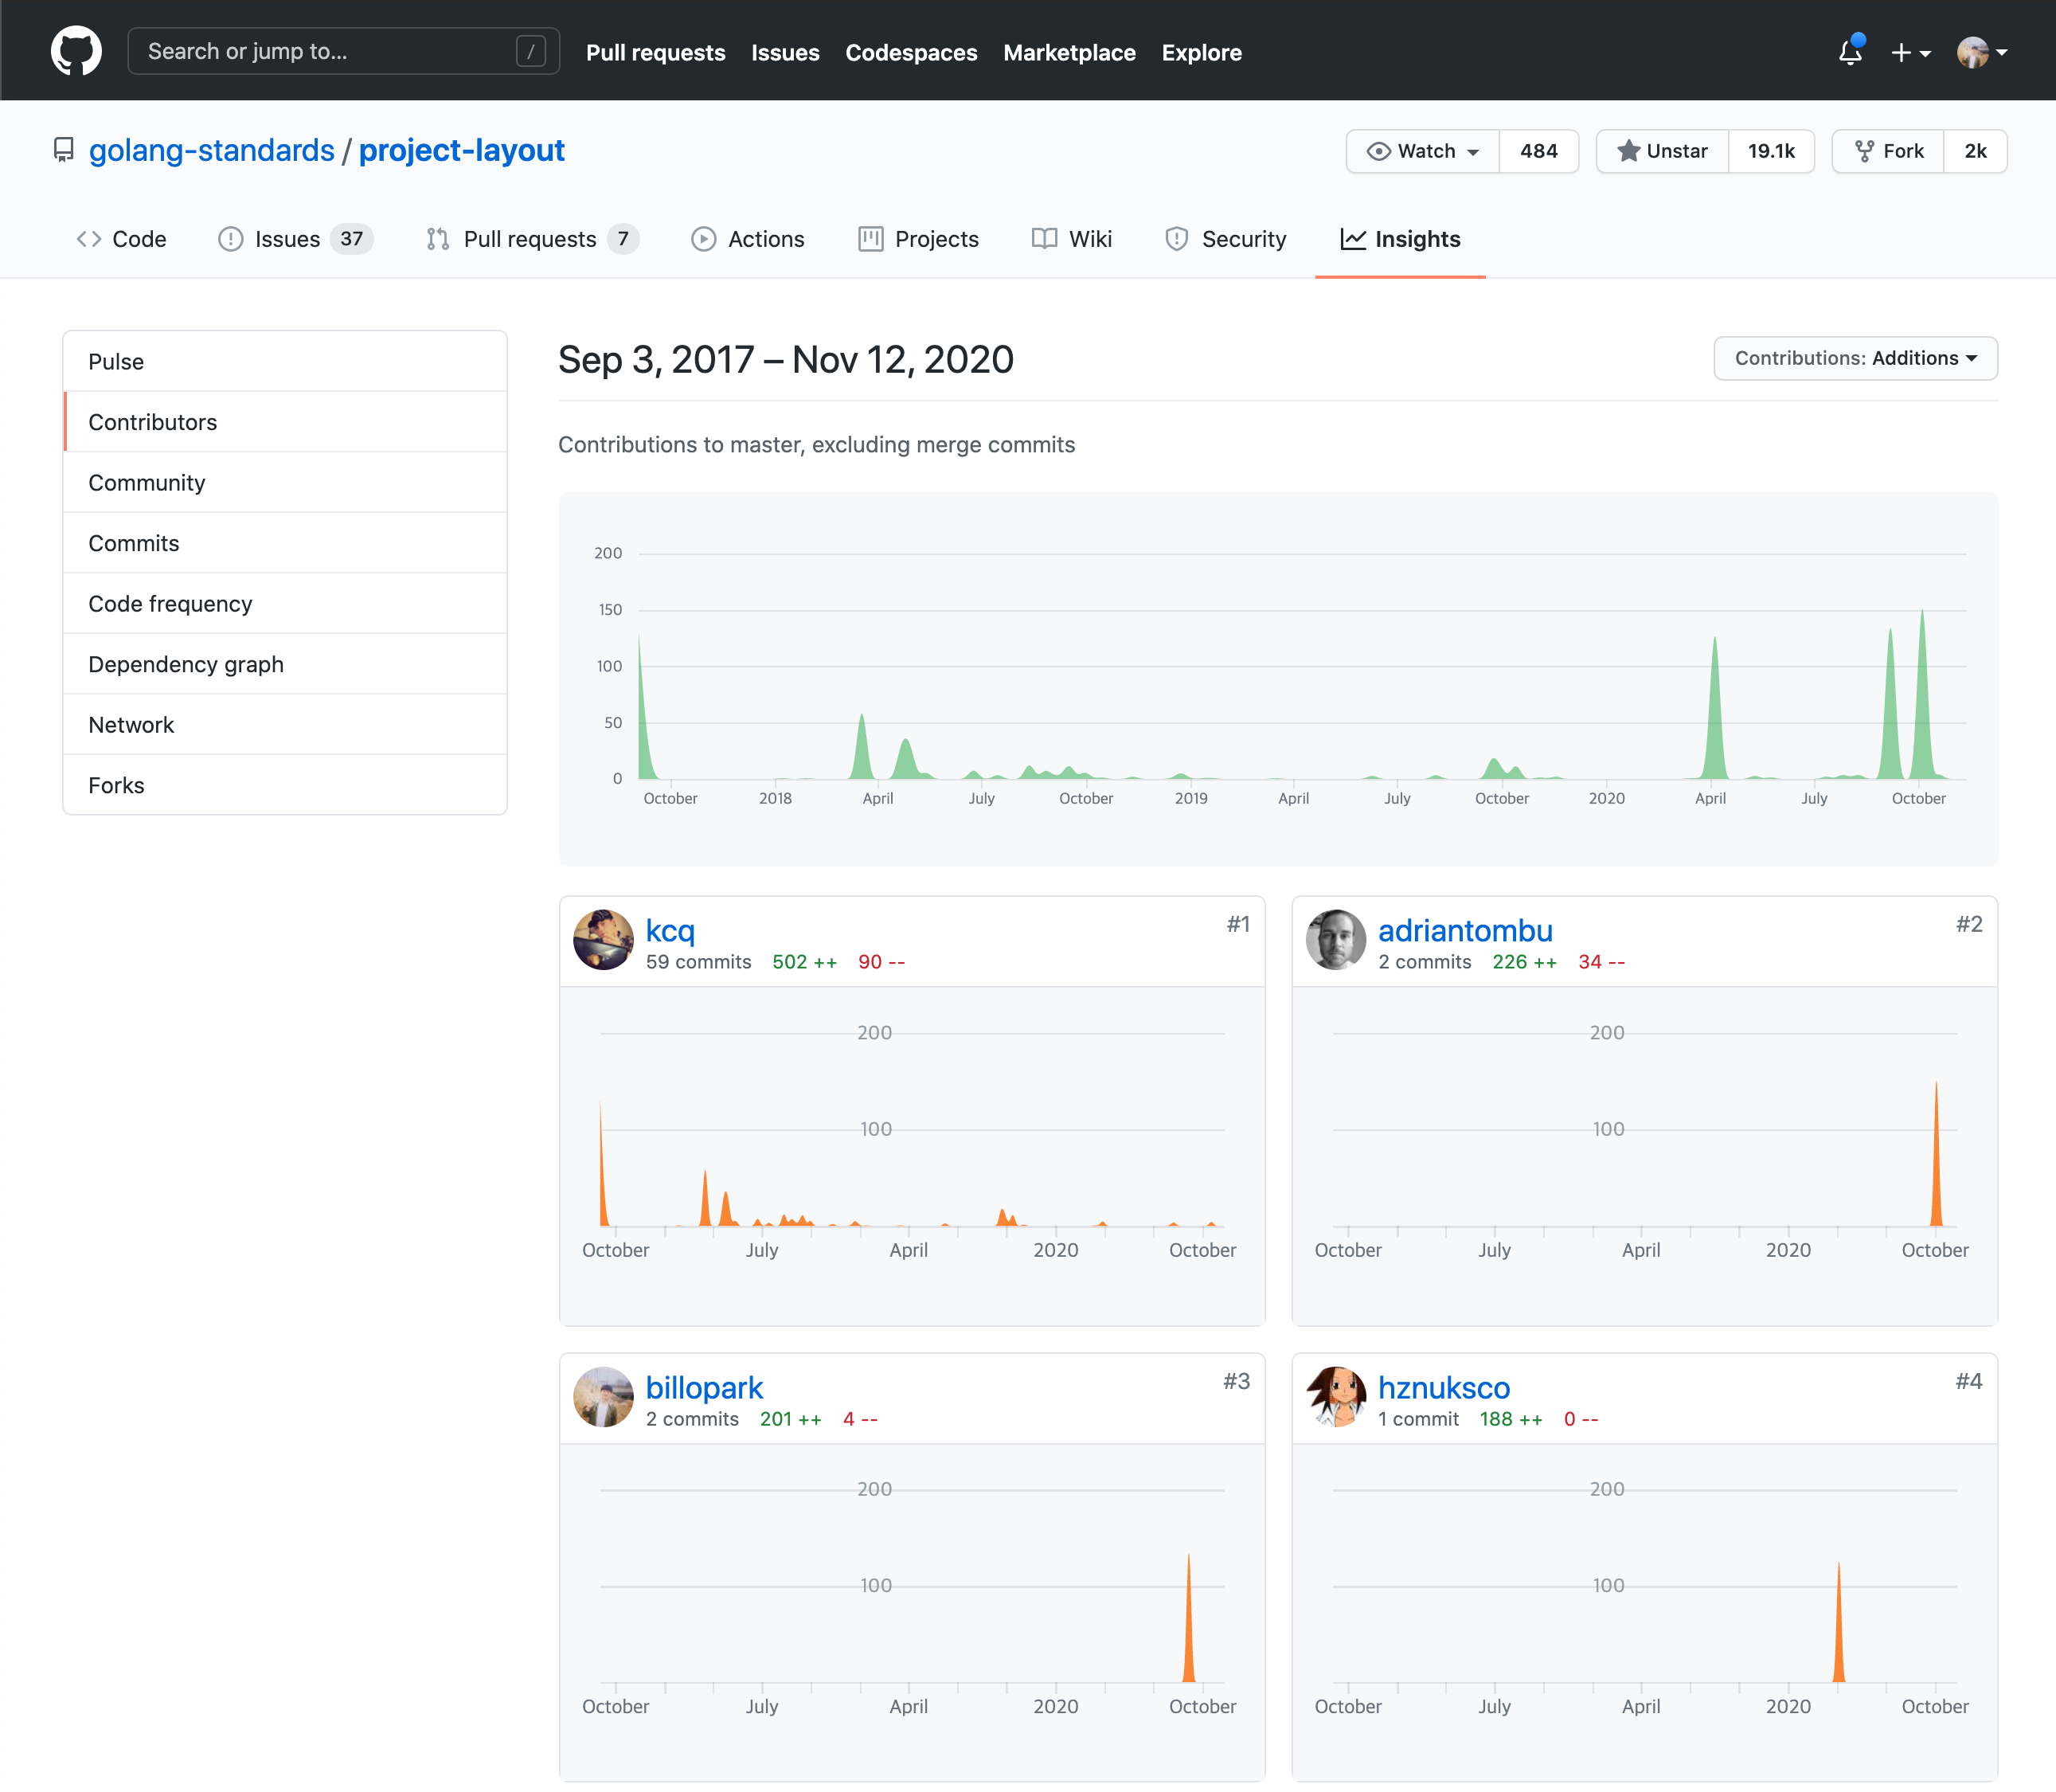 Search or jump to... /
Pull requests Issues Codespaces Marketplace Explore
golang-standards / project-layout
Watch 484 Unstar 19.1k Fork 2k
Code Issues 37 Pull requests 7 Actions Projects Wiki Security Insights
Pulse
Contributors
Community
Commits
Code frequency
Dependency graph
Network
Forks
Sep 3, 2017 – Nov 12, 2020
Contributions: Additions
Contributions to master, excluding merge commits
200
150
100
50
0
October 2018 April July October 2019 April July October 2020 April July October
kcq #1
59 commits 502 ++ 90 --
200
100
October July April 2020 October
adriantombu #2
2 commits 226 ++ 34 --
200
100
October July April 2020 October
billopark #3
2 commits 201 ++ 4 --
200
100
October July April 2020 October
hznuksco #4
1 commit 188 ++ 0 --
200
100
October July April 2020 October